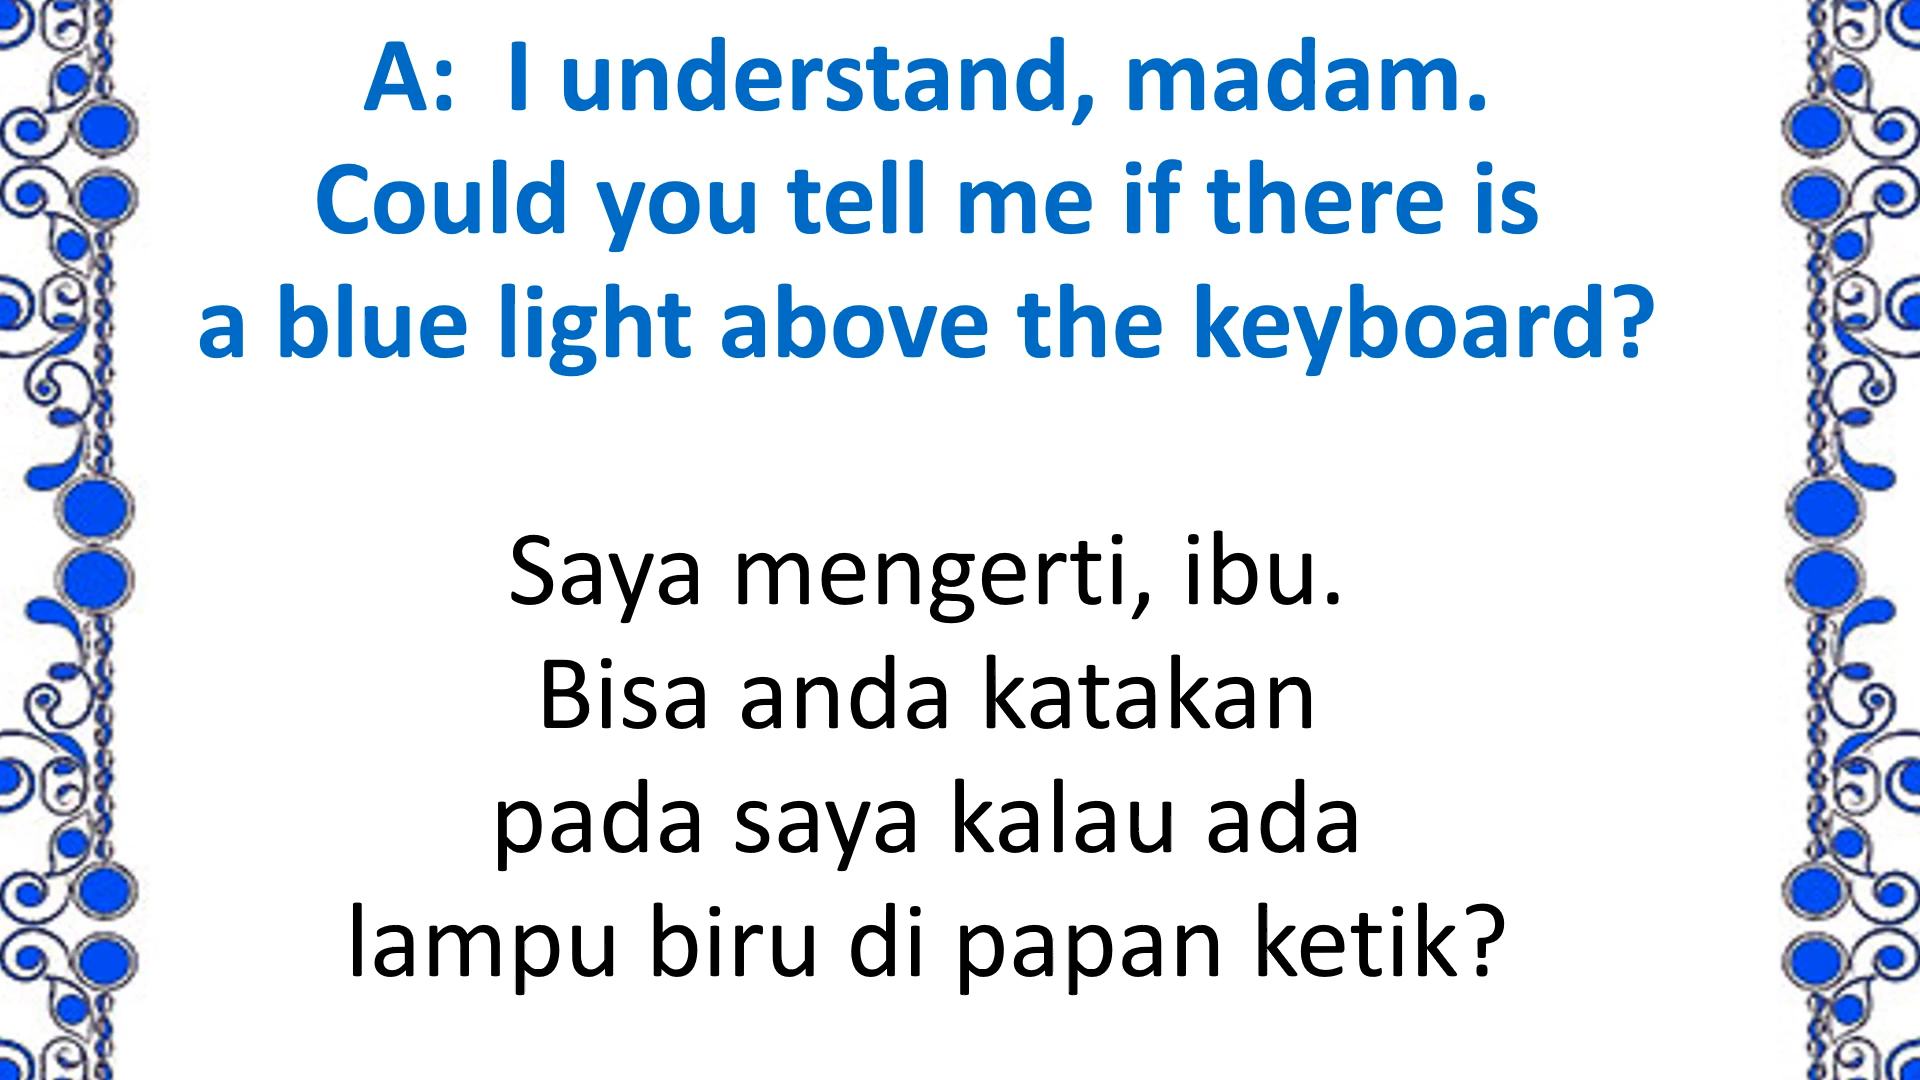 A:  I understand, madam.
Could you tell me if there is
a blue light above the keyboard?
Saya mengerti, ibu.
Bisa anda katakan
pada saya kalau ada
lampu biru di papan ketik?